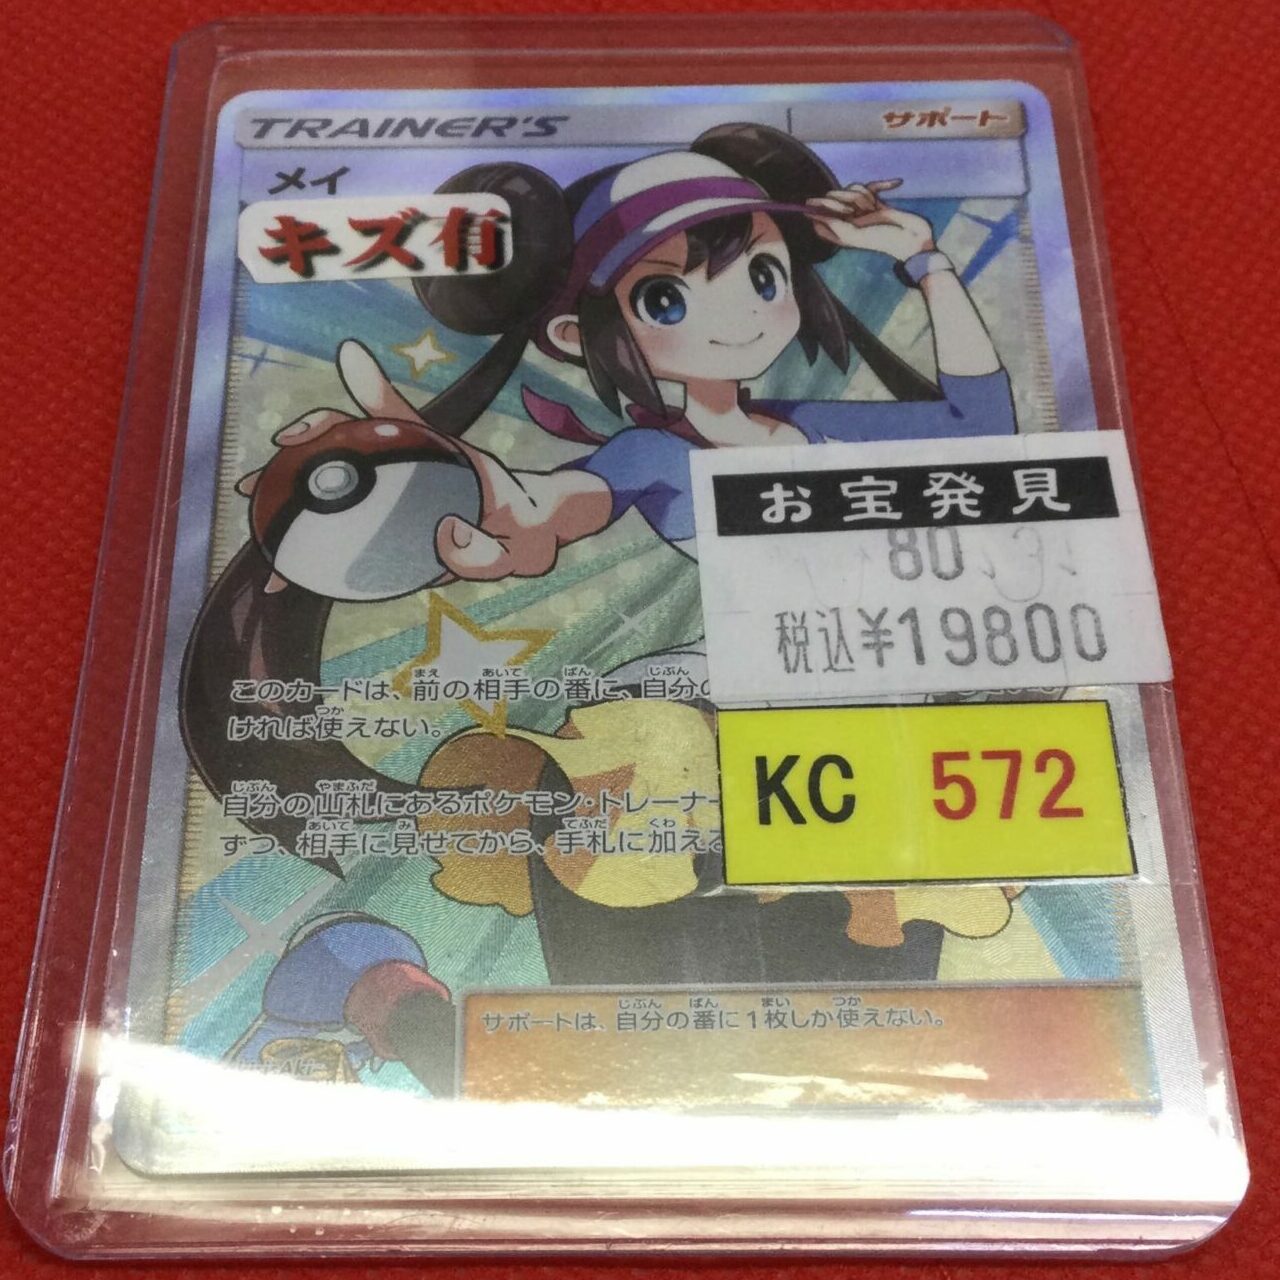 TRAINER'S
サポート
メイ
キズ有
お宝発見
80
税込¥19800
このカードは、前の相手の番に、自分の
ければ使えない。
KC 572
自分の山札にあるポケモン・トレーナー
ずつ、相手に見せてから、手札に加える
サポートは、自分の番に1枚しか使えない。